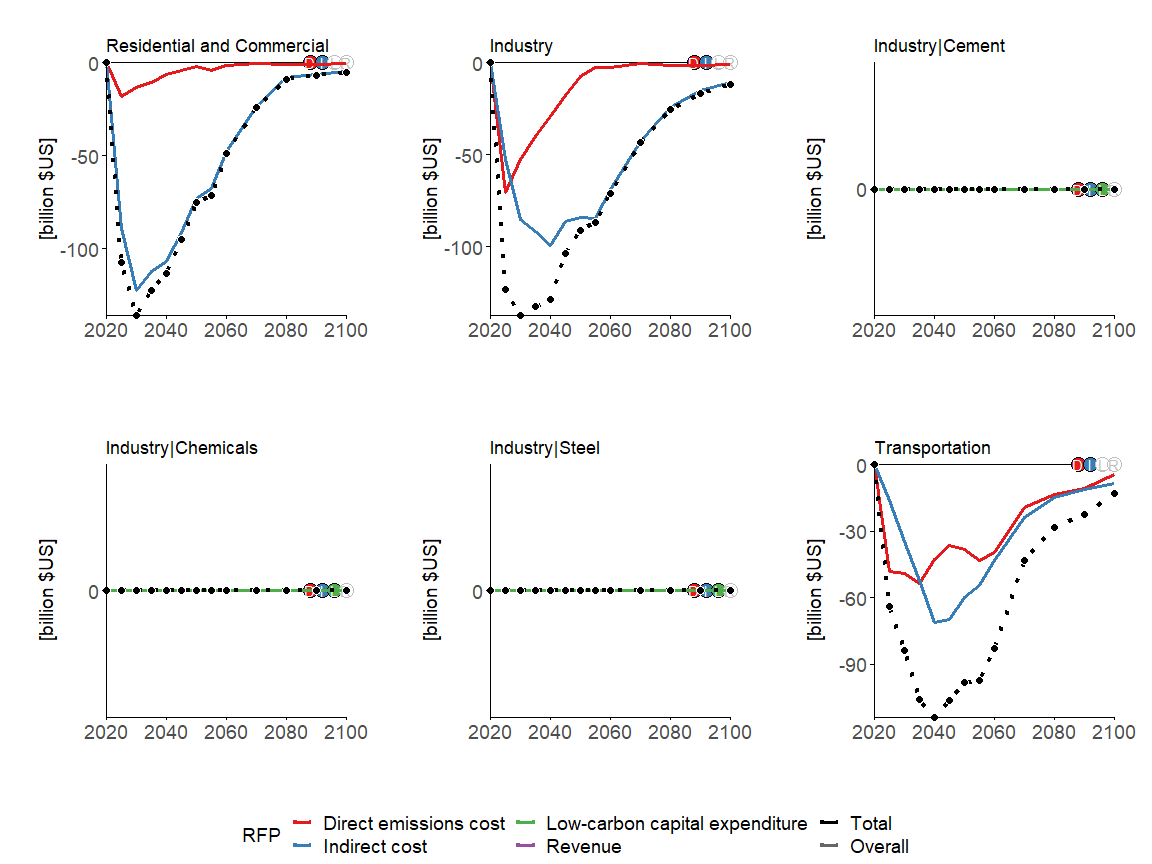 Residential and Commercial
Industry
Industry|Cement
[billion $US]
0
-50
-100
2020 2040 2060 2080 2100
[billion $US]
0
-50
-100
2020 2040 2060 2080 2100
[billion $US]
0
2020 2040 2060 2080 2100
Industry|Chemicals
Industry|Steel
Transportation
[billion $US]
0
2020 2040 2060 2080 2100
[billion $US]
0
2020 2040 2060 2080 2100
[billion $US]
0
-30
-60
-90
2020 2040 2060 2080 2100
RFP
Direct emissions cost
Low-carbon capital expenditure
Total
Indirect cost
Revenue
Overall